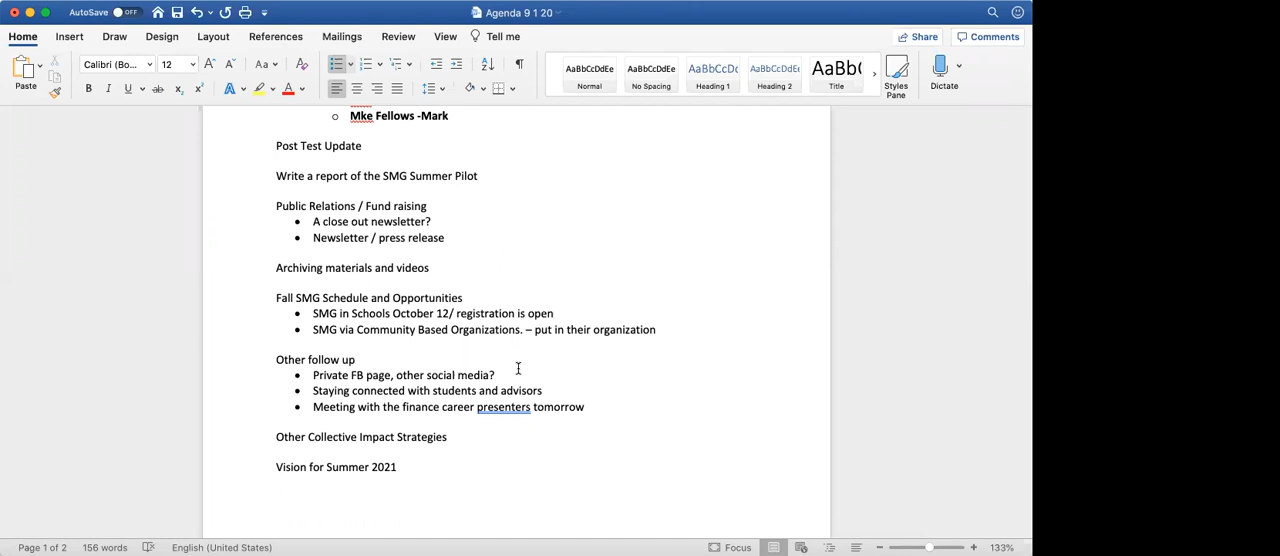 AutoSave OFF Agenda 9 1 20
Home Insert Draw Design Layout References Mailings Review View Tell me Share Comments
Calibri (Bo... 12 Aa AaBbCcDdEe AaBbCcDdEe AaBbCcDc AaBbCcDdEe AaBb(
Paste B I U ab x₂ x² A A Normal No Spacing Heading 1 Heading 2 Title Styles Pane Dictate
o Mke Fellows -Mark
Post Test Update
Write a report of the SMG Summer Pilot
Public Relations / Fund raising
• A close out newsletter?
• Newsletter / press release
Archiving materials and videos
Fall SMG Schedule and Opportunities
• SMG in Schools October 12/ registration is open
• SMG via Community Based Organizations. – put in their organization
Other follow up
• Private FB page, other social media?
• Staying connected with students and advisors
• Meeting with the finance career presenters tomorrow
Other Collective Impact Strategies
Vision for Summer 2021
Page 1 of 2 156 words English (United States) Focus 133%